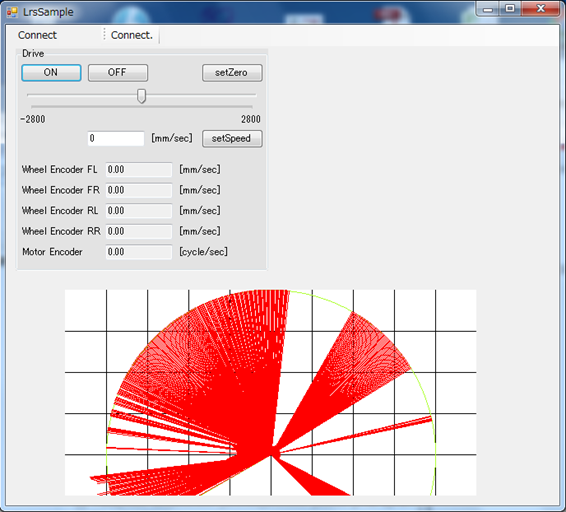 LrsSample
Connect Connect.
Drive
ON OFF setZero
-2800 2800
0 [mm/sec] setSpeed
Wheel Encoder FL 0.00 [mm/sec]
Wheel Encoder FR 0.00 [mm/sec]
Wheel Encoder RL 0.00 [mm/sec]
Wheel Encoder RR 0.00 [mm/sec]
Motor Encoder 0.00 [cycle/sec]